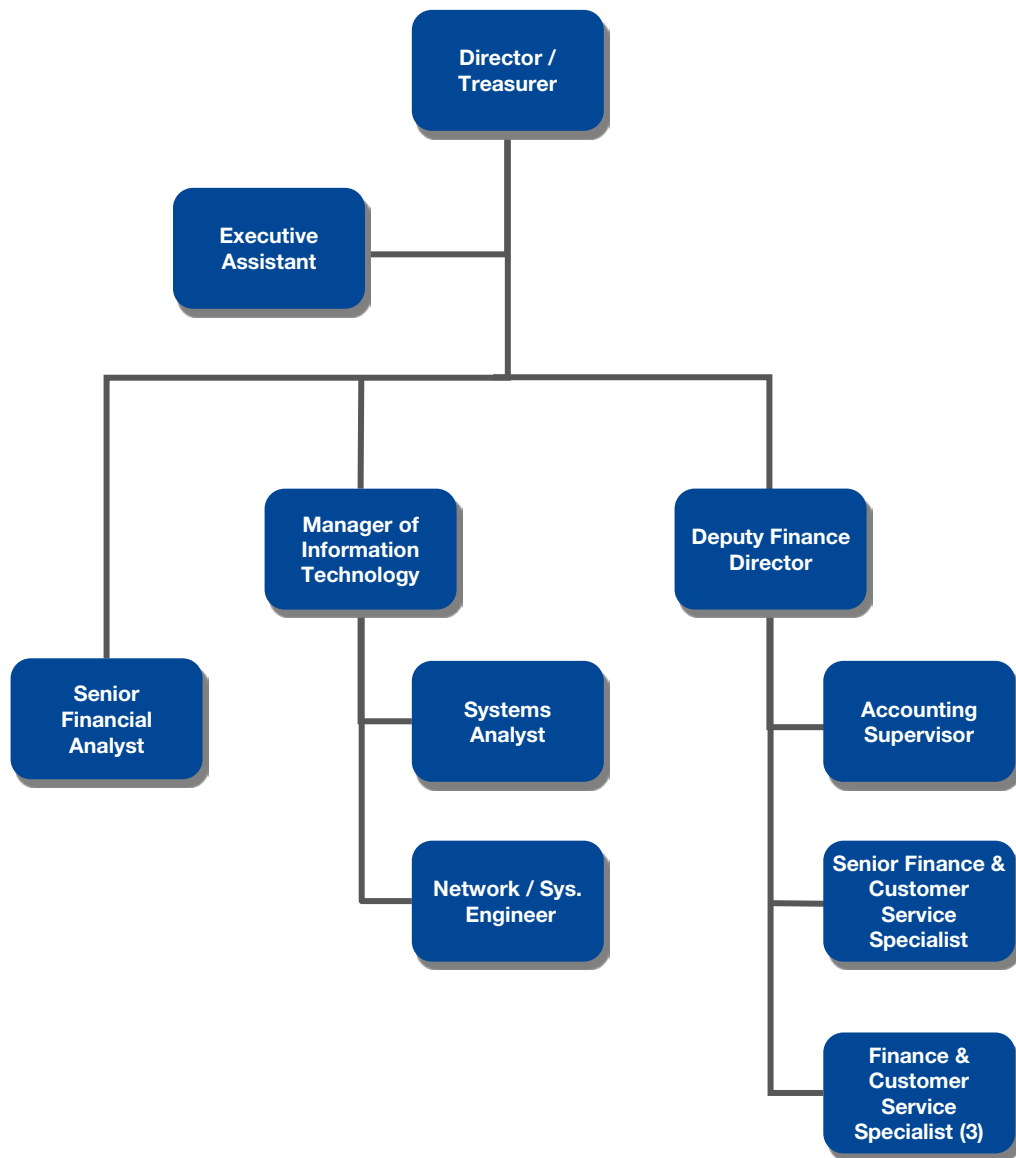 Director /
Treasurer
Executive
Assistant
Manager of
Information
Technology
Deputy Finance
Director
Senior
Financial
Analyst
Systems
Analyst
Accounting
Supervisor
Network / Sys.
Engineer
Senior Finance &
Customer
Service
Specialist
Finance &
Customer
Service
Specialist (3)